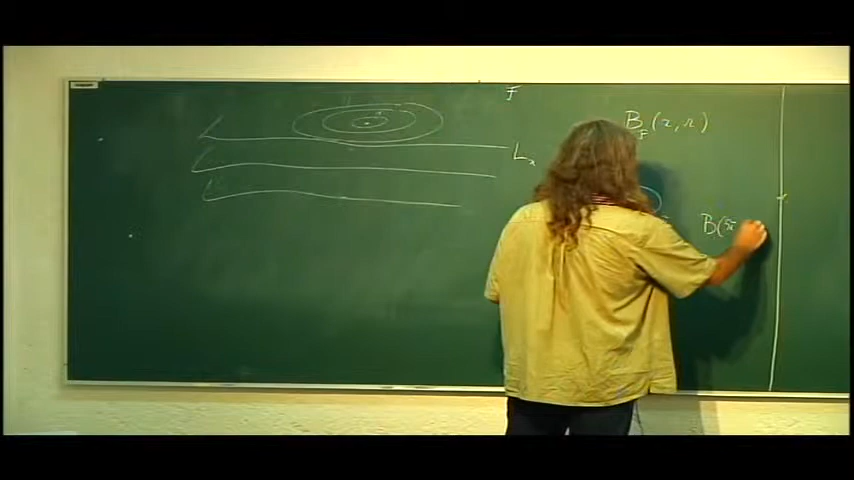 F
B_F(x, r)
L_x
B(x̃